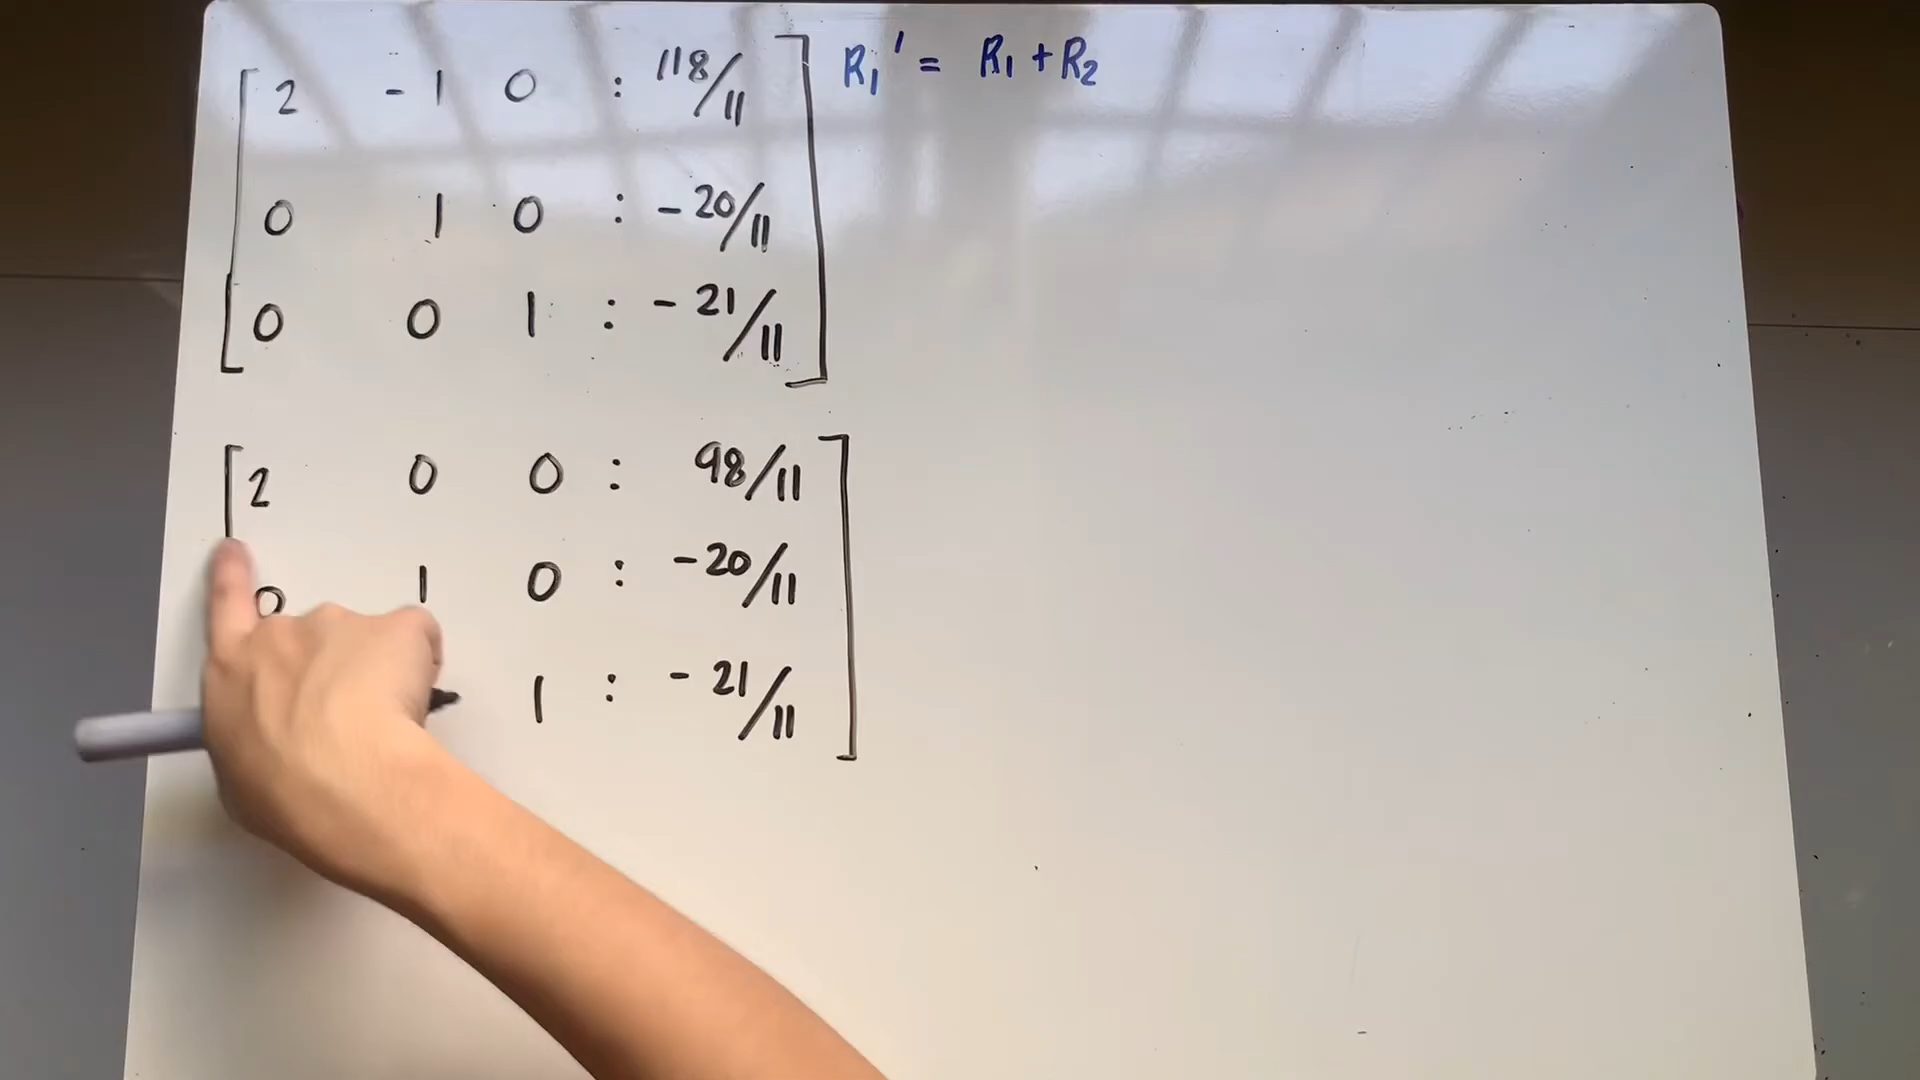 2 -1 0 : 118/11 R₁' = R₁ + R₂
0 1 0 : -20/11
0 0 1 : -21/11
2 0 0 : 98/11
0 1 0 : -20/11
1 : -21/11